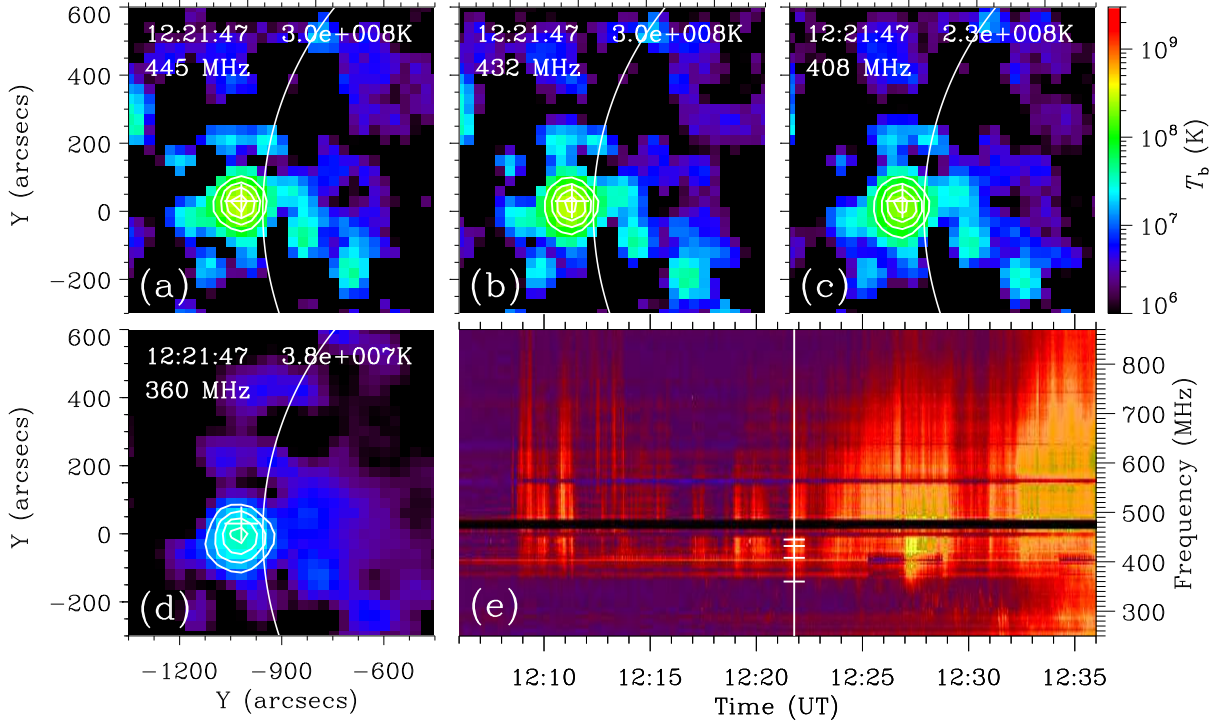 12:21:47 3.0e+008K
445 MHz
(a)
12:21:47 3.0e+008K
432 MHz
(b)
12:21:47 2.3e+008K
408 MHz
(c)
600
400
200
0
−200
Y (arcsecs)
10⁹
10⁸
10⁷
10⁶
T_b (K)
12:21:47 3.8e+007K
360 MHz
(d)
600
400
200
0
−200
Y (arcsecs)
−1200 −900 −600
Y (arcsecs)
(e)
800
700
600
500
400
300
Frequency (MHz)
12:10 12:15 12:20 12:25 12:30 12:35
Time (UT)